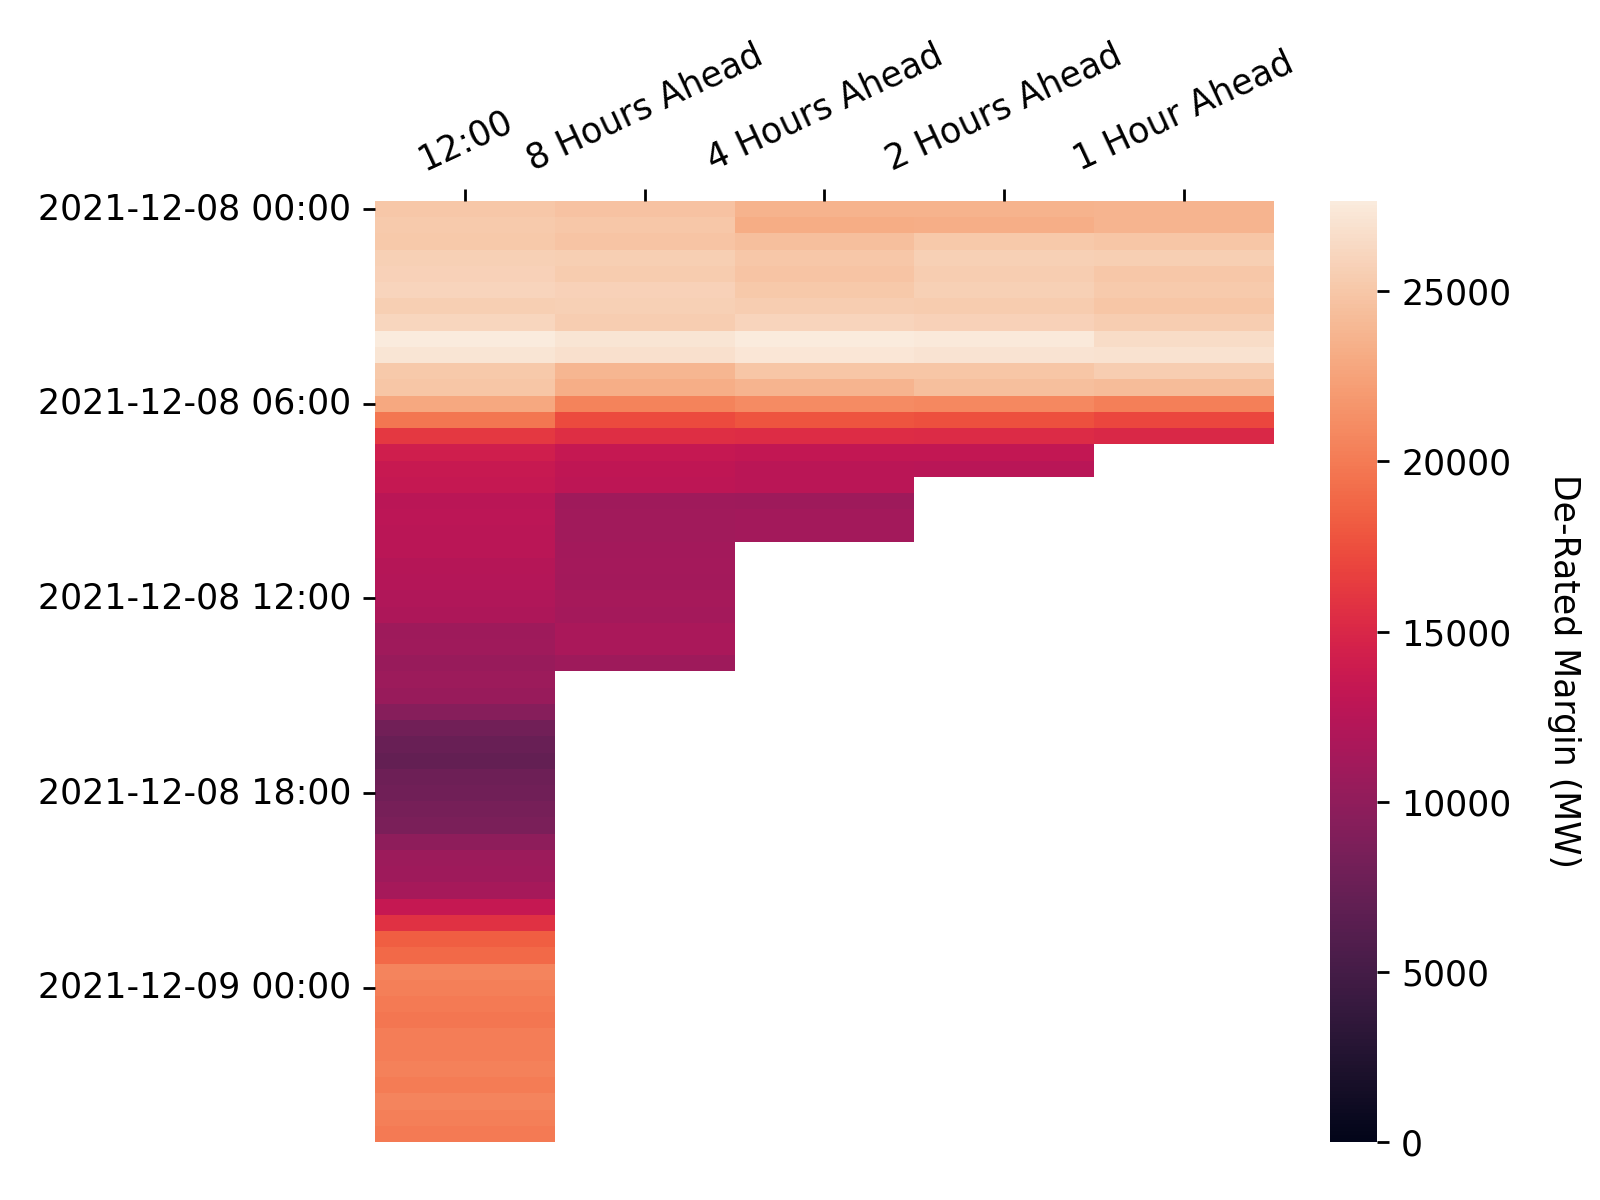 12:00
8 Hours Ahead
4 Hours Ahead
2 Hours Ahead
1 Hour Ahead
2021-12-08 00:00
2021-12-08 06:00
2021-12-08 12:00
2021-12-08 18:00
2021-12-09 00:00
25000
20000
15000
10000
5000
0
De-Rated Margin (MW)